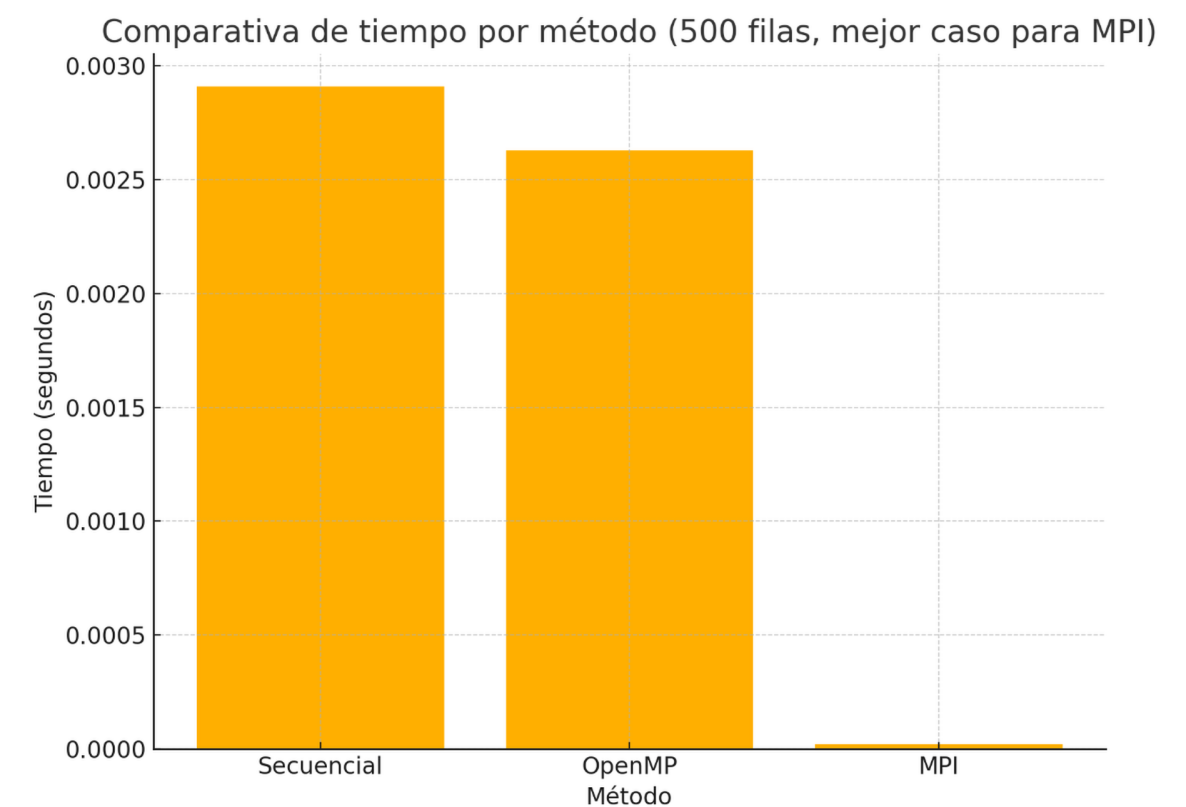 Comparativa de tiempo por método (500 filas, mejor caso para MPI)
0.0030
0.0025
0.0020
0.0015
0.0010
0.0005
0.0000
Tiempo (segundos)
Secuencial OpenMP MPI
Método